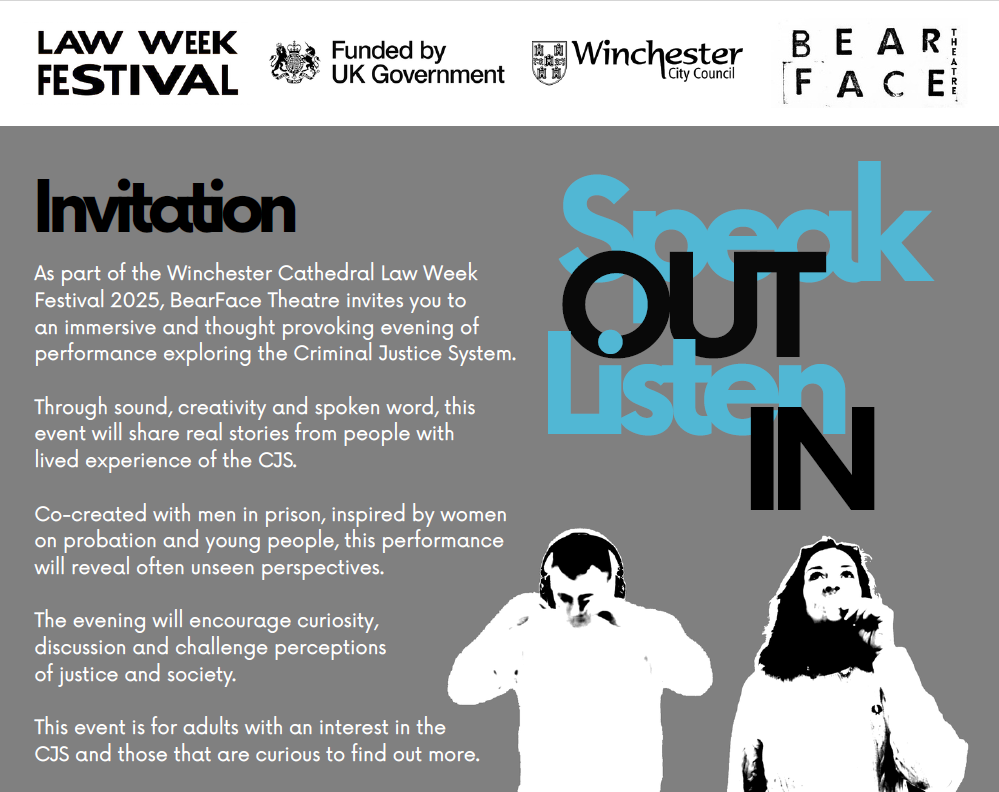 LAW WEEK
FESTIVAL
Funded by
UK Government
Winchester
City Council
BEAR
FACE
THEATRE
Invitation
As part of the Winchester Cathedral Law Week
Festival 2025, BearFace Theatre invites you to
an immersive and thought provoking evening of
performance exploring the Criminal Justice System.
Through sound, creativity and spoken word, this
event will share real stories from people with
lived experience of the CJS.
Co-created with men in prison, inspired by women
on probation and young people, this performance
will reveal often unseen perspectives.
The evening will encourage curiosity,
discussion and challenge perceptions
of justice and society.
This event is for adults with an interest in the
CJS and those that are curious to find out more.
Speak
OUT
Listen
IN